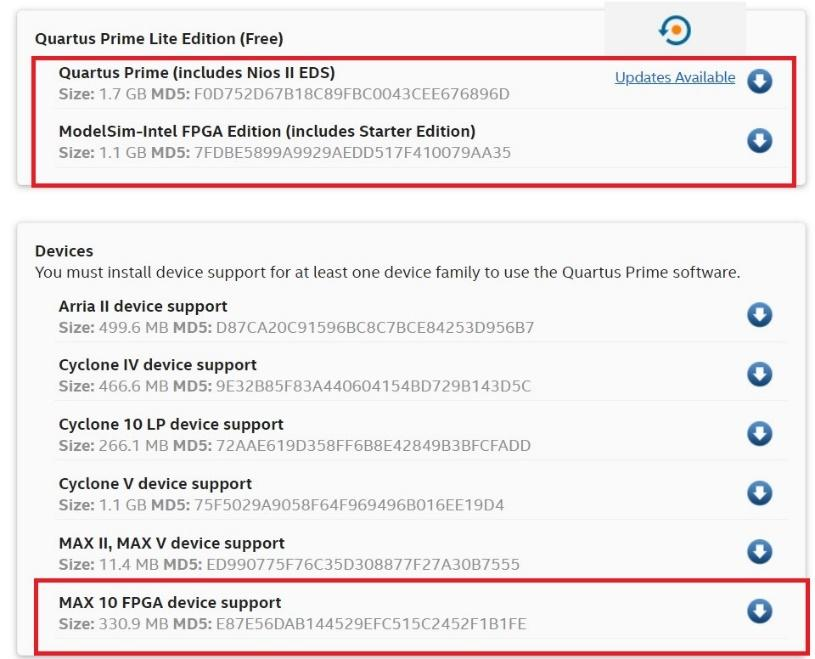 Quartus Prime Lite Edition (Free)
Quartus Prime (includes Nios II EDS)
Updates Available
Size: 1.7 GB MD5: F0D752D67B18C89FBC0043CEE676896D
ModelSim-Intel FPGA Edition (includes Starter Edition)
Size: 1.1 GB MD5: 7FDBE5899A9929AEDD517F410079AA35
Devices
You must install device support for at least one device family to use the Quartus Prime software.
Arria II device support
Size: 499.6 MB MD5: D87CA20C91596BC8C7BCE84253D956B7
Cyclone IV device support
Size: 466.6 MB MD5: 9E32B85F83A440604154BD729B143D5C
Cyclone 10 LP device support
Size: 266.1 MB MD5: 72AAE619D358FF6B8E42849B3BFCFADD
Cyclone V device support
Size: 1.1 GB MD5: 75F5029A9058F64F969496B016EE19D4
MAX II, MAX V device support
Size: 11.4 MB MD5: ED990775F76C35D308877F27A30B7555
MAX 10 FPGA device support
Size: 330.9 MB MD5: E87E56DAB144529EFC515C2452F1B1FE